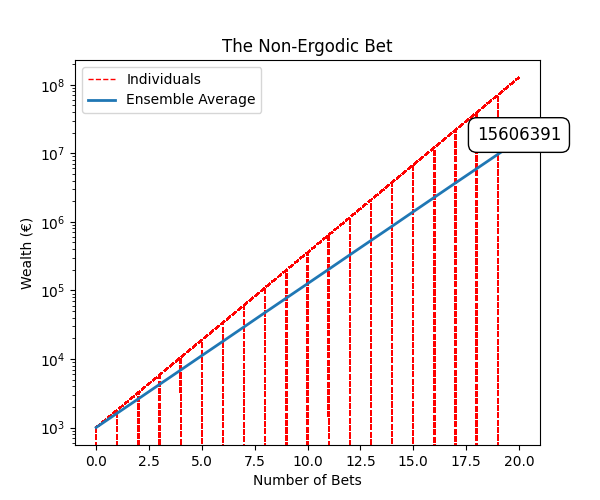 The Non-Ergodic Bet
Individuals
Ensemble Average
15606391
Wealth (€)
10⁸
10⁷
10⁶
10⁵
10⁴
10³
0.0 2.5 5.0 7.5 10.0 12.5 15.0 17.5 20.0
Number of Bets